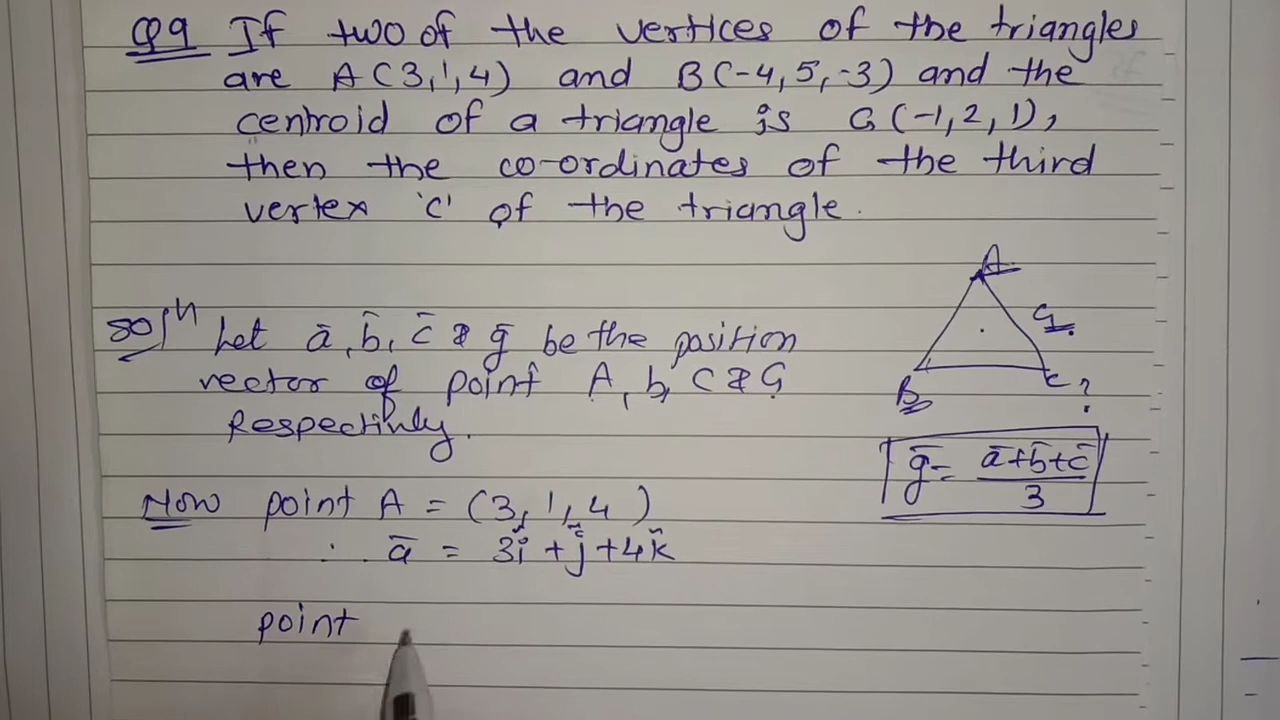 Q9 If two of the vertices of the triangles
are A(3,1,4) and B(-4,5,-3) and the
centroid of a triangle is G(-1,2,1),
then the co-ordinates of the third
vertex 'c' of the triangle.
A
G
B
C ?
Solⁿ Let ā, b̄, c̄ & ḡ be the position
vector of point A, b, C & G
Respectively.
ḡ = ā+b̄+c̄
3
Now point A = (3,1,4)
∴ ā = 3î + ĵ + 4k̂
point